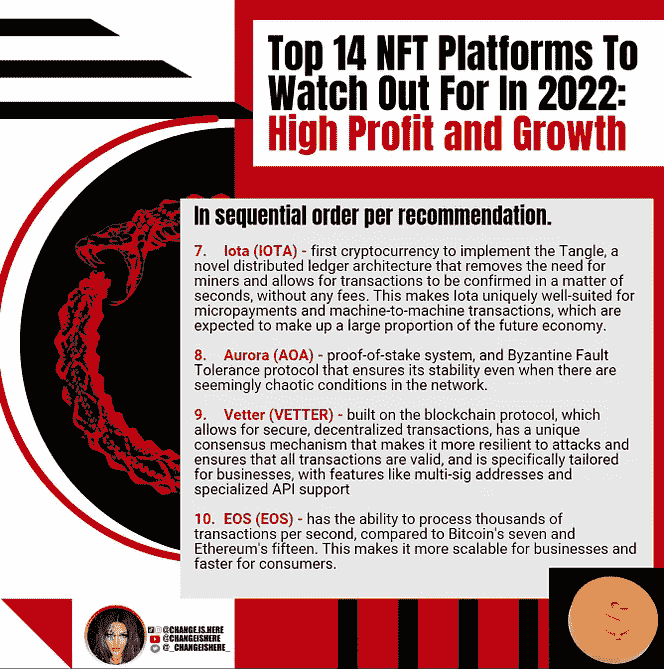 Top 14 NFT Platforms To
Watch Out For In 2022:
High Profit and Growth
In sequential order per recommendation.
7. Iota (IOTA) - first cryptocurrency to implement the Tangle, a
novel distributed ledger architecture that removes the need for
miners and allows for transactions to be confirmed in a matter of
seconds, without any fees. This makes Iota uniquely well-suited for
micropayments and machine-to-machine transactions, which are
expected to make up a large proportion of the future economy.
8. Aurora (AOA) - proof-of-stake system, and Byzantine Fault
Tolerance protocol that ensures its stability even when there are
seemingly chaotic conditions in the network.
9. Vetter (VETTER) - built on the blockchain protocol, which
allows for secure, decentralized transactions, has a unique
consensus mechanism that makes it more resilient to attacks and
ensures that all transactions are valid, and is specifically tailored
for businesses, with features like multi-sig addresses and
specialized API support
10. EOS (EOS) - has the ability to process thousands of
transactions per second, compared to Bitcoin's seven and
Ethereum's fifteen. This makes it more scalable for businesses and
faster for consumers.
@CHANGE.IS.HERE
@CHANGEISHERE
@_CHANGEISHERE_